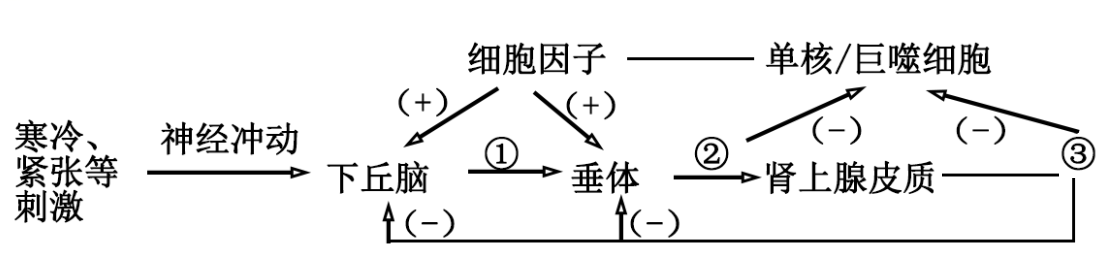 细胞因子 单核/巨噬细胞
(+) (+) (-) (-)
寒冷、
紧张等
刺激
神经冲动
下丘脑 ① 垂体 ② 肾上腺皮质 ③
(-) (-)